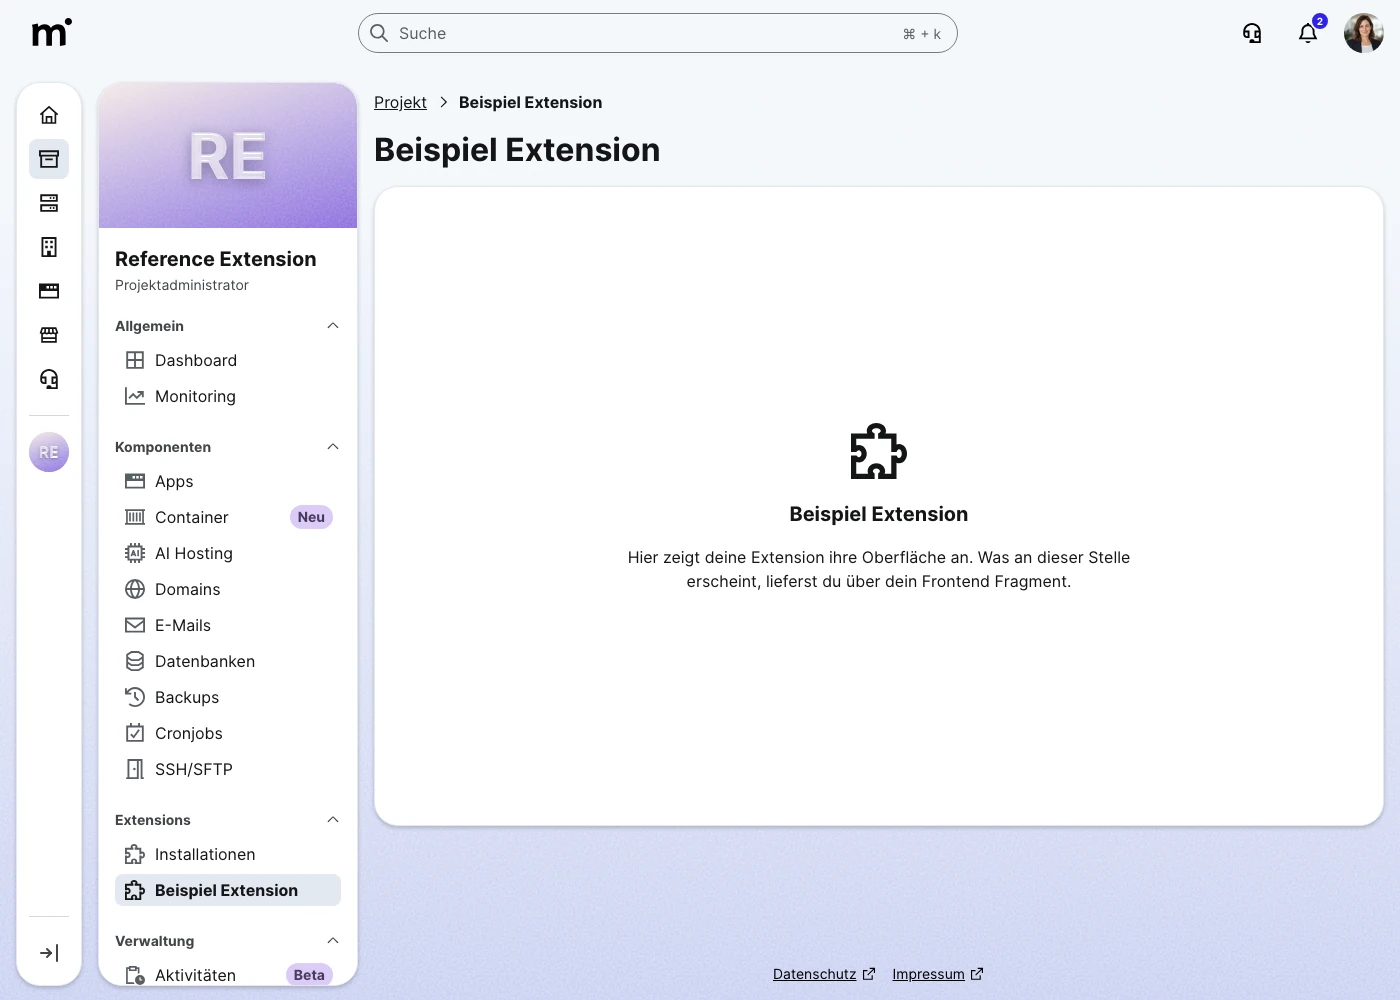 m
Suche
⌘ + k
2
RE
Reference Extension
Projektadministrator
Allgemein
Dashboard
Monitoring
Komponenten
Apps
Container
Neu
AI
AI Hosting
Domains
E-Mails
Datenbanken
Backups
Cronjobs
SSH/SFTP
Extensions
Installationen
Beispiel Extension
Verwaltung
Aktivitäten
Beta
RE
Projekt > Beispiel Extension
Beispiel Extension
Beispiel Extension
Hier zeigt deine Extension ihre Oberfläche an. Was an dieser Stelle
erscheint, lieferst du über dein Frontend Fragment.
Datenschutz
Impressum